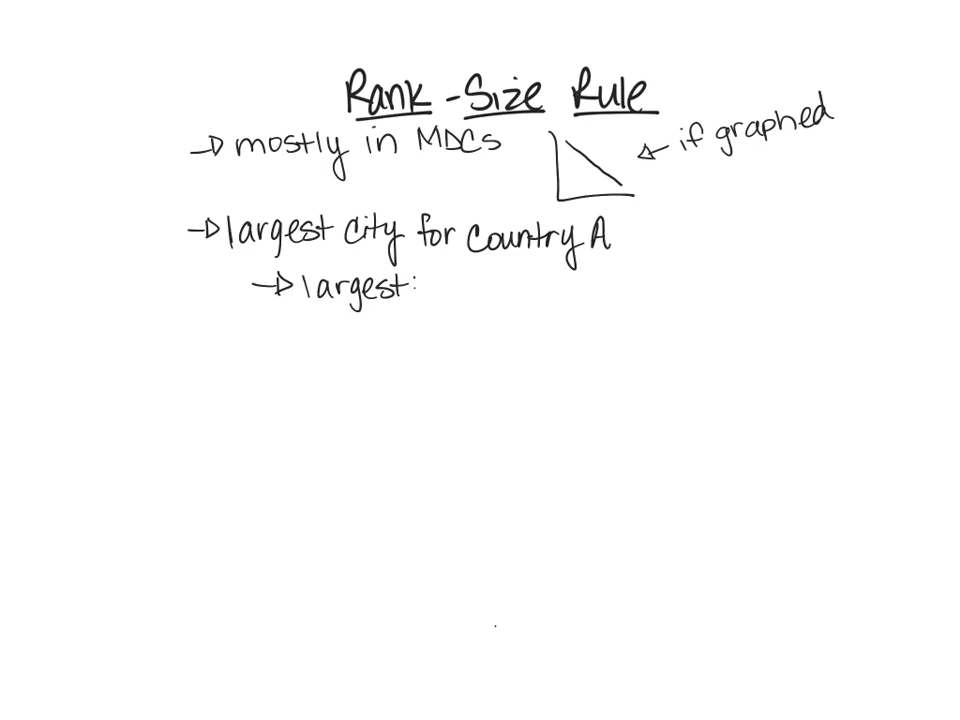 Rank-Size Rule
→ mostly in MDCs
← if graphed
→ largest city for country A
→ largest: